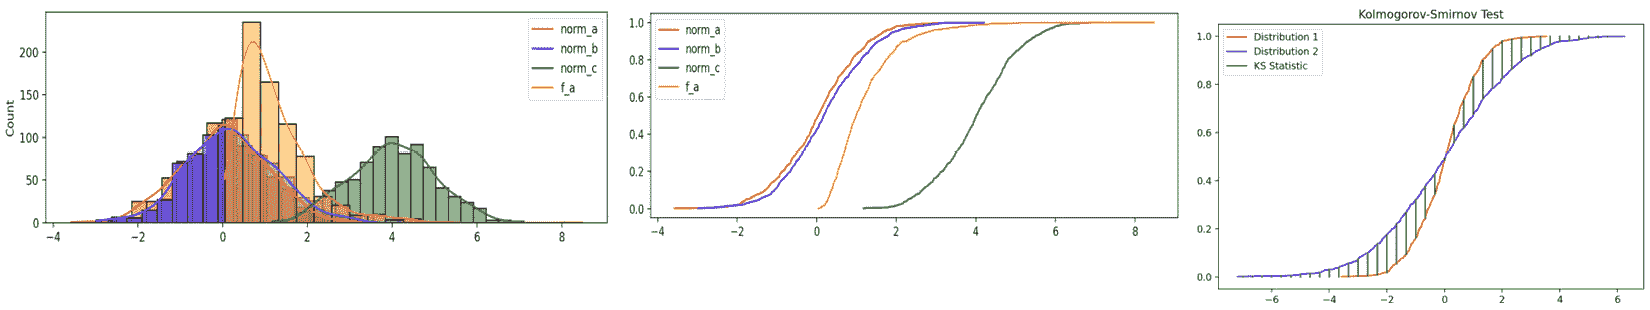 Count
200
150
100
50
0
−4
−2
0
2
4
6
8
norm_a
norm_b
norm_c
f_a
1.0
0.8
0.6
0.4
0.2
0.0
−4
−2
0
2
4
6
8
norm_a
norm_b
norm_c
f_a
Kolmogorov-Smirnov Test
1.0
0.8
0.6
0.4
0.2
0.0
−6
−4
−2
0
2
4
6
Distribution 1
Distribution 2
KS Statistic